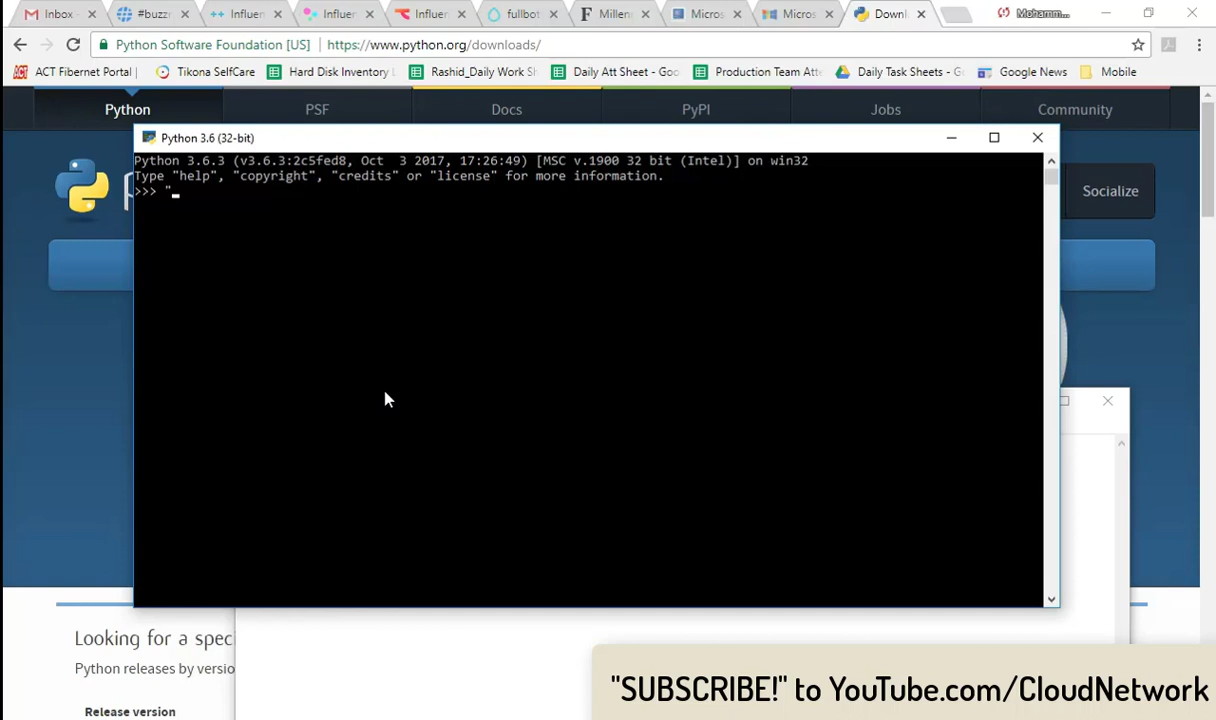 Inbox
#buzz
Influen
Influen
Influen
fullbot
Millen
Micros
Micros
Downl
Mohamm...
Python Software Foundation [US]
https://www.python.org/downloads/
ACT Fibernet Portal |
Tikona SelfCare
Hard Disk Inventory
Rashid_Daily Work Sh
Daily Att Sheet - Goo
Production Team Atte
Daily Task Sheets - G
Google News
Mobile
Python
PSF
Docs
PyPI
Jobs
Community
Python 3.6 (32-bit)
Python 3.6.3 (v3.6.3:2c5fed8, Oct  3 2017, 17:26:49) [MSC v.1900 32 bit (Intel)] on win32
Type "help", "copyright", "credits" or "license" for more information.
>>> "_
Socialize
Looking for a spec
Python releases by versio
Release version
"SUBSCRIBE!" to YouTube.com/CloudNetwork